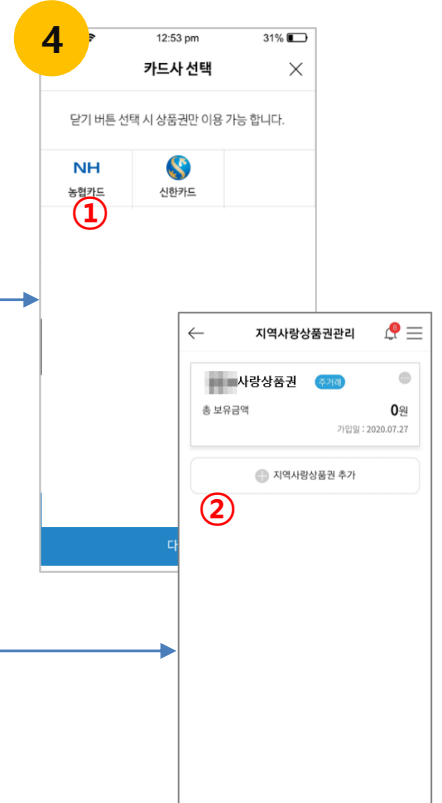 4
12:53 pm 31%
카드사 선택
닫기 버튼 선택 시 상품권만 이용 가능 합니다.
NH
농협카드
신한카드
①
다
지역사랑상품권관리
6
사랑상품권 주거래
총 보유금액 0원
가입일 : 2020.07.27
지역사랑상품권 추가
②